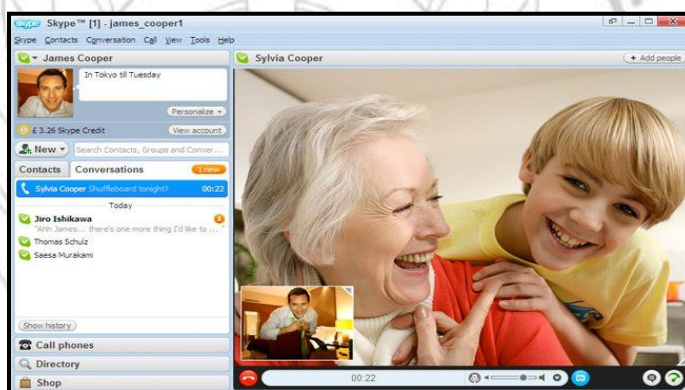 Skype™ [1] - james_cooper1
Skype Contacts Conversation Call View Tools Help
James Cooper
In Tokyo till Tuesday
Personalize
£ 3.26 Skype Credit
View account
New
Search Contacts, Groups and Conver...
Contacts
Conversations
1 new
Sylvia Cooper Shuffleboard tonight? 00:22
Today
Jiro Ishikawa
1
"Ahh James... there's one more thing I'd like to ... "
Thomas Schulz
Saesa Murakami
Show history
Call phones
Directory
Shop
Sylvia Cooper
+ Add people
00:22